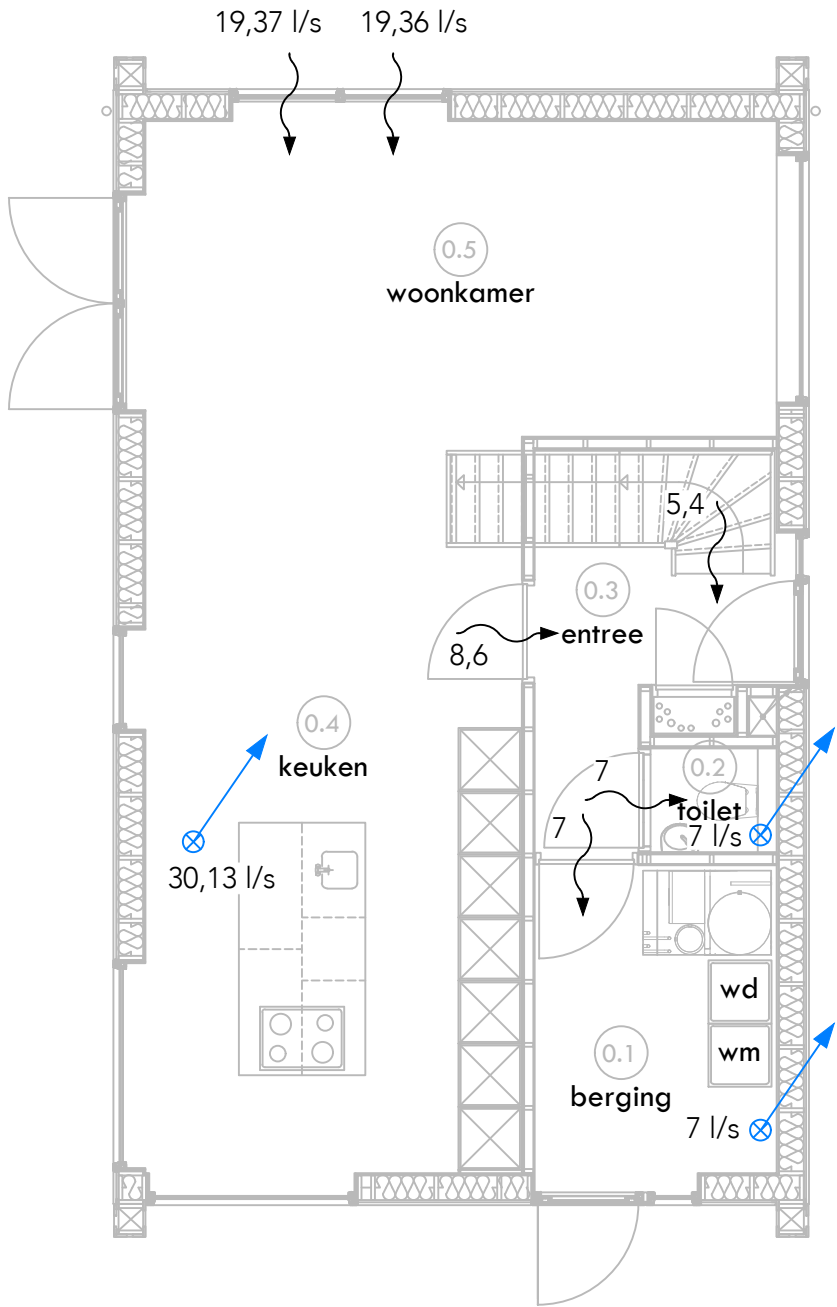 19,37 l/s 19,36 l/s
0.5
woonkamer
5,4
0.3
entree
8,6
0.4
keuken
30,13 l/s
7
0.2
toilet
7
7 l/s
wd
wm
0.1
berging
7 l/s